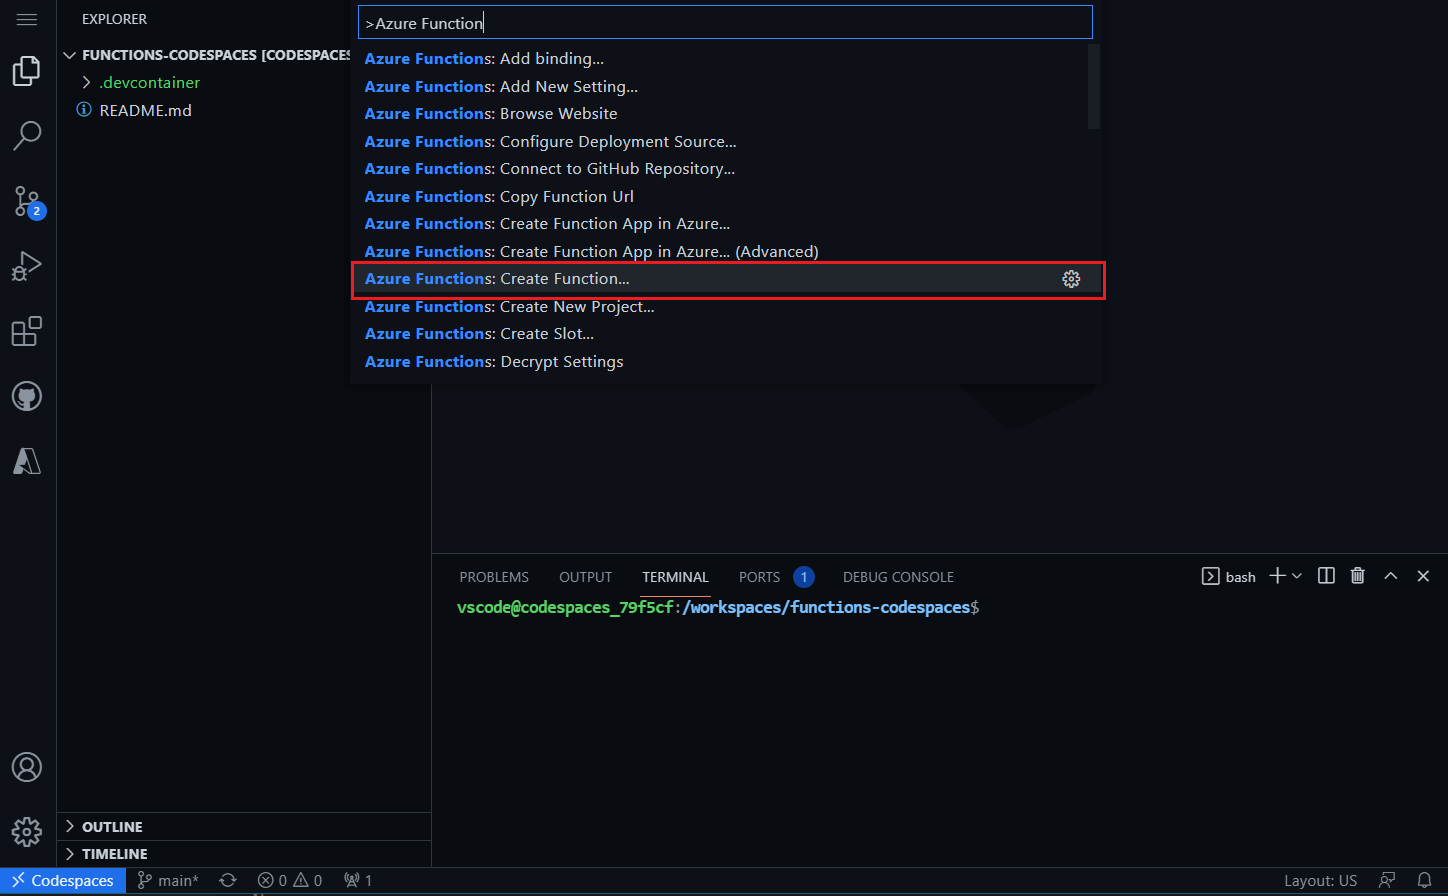 EXPLORER
FUNCTIONS-CODESPACES [CODESPACES
.devcontainer
README.md
2
>Azure Function
Azure Functions: Add binding...
Azure Functions: Add New Setting...
Azure Functions: Browse Website
Azure Functions: Configure Deployment Source...
Azure Functions: Connect to GitHub Repository...
Azure Functions: Copy Function Url
Azure Functions: Create Function App in Azure...
Azure Functions: Create Function App in Azure... (Advanced)
Azure Functions: Create Function...
Azure Functions: Create New Project...
Azure Functions: Create Slot...
Azure Functions: Decrypt Settings
PROBLEMS OUTPUT TERMINAL PORTS 1 DEBUG CONSOLE bash
vscode@codespaces_79f5cf:/workspaces/functions-codespaces$
OUTLINE
TIMELINE
Codespaces main* 0 0 1 Layout: US